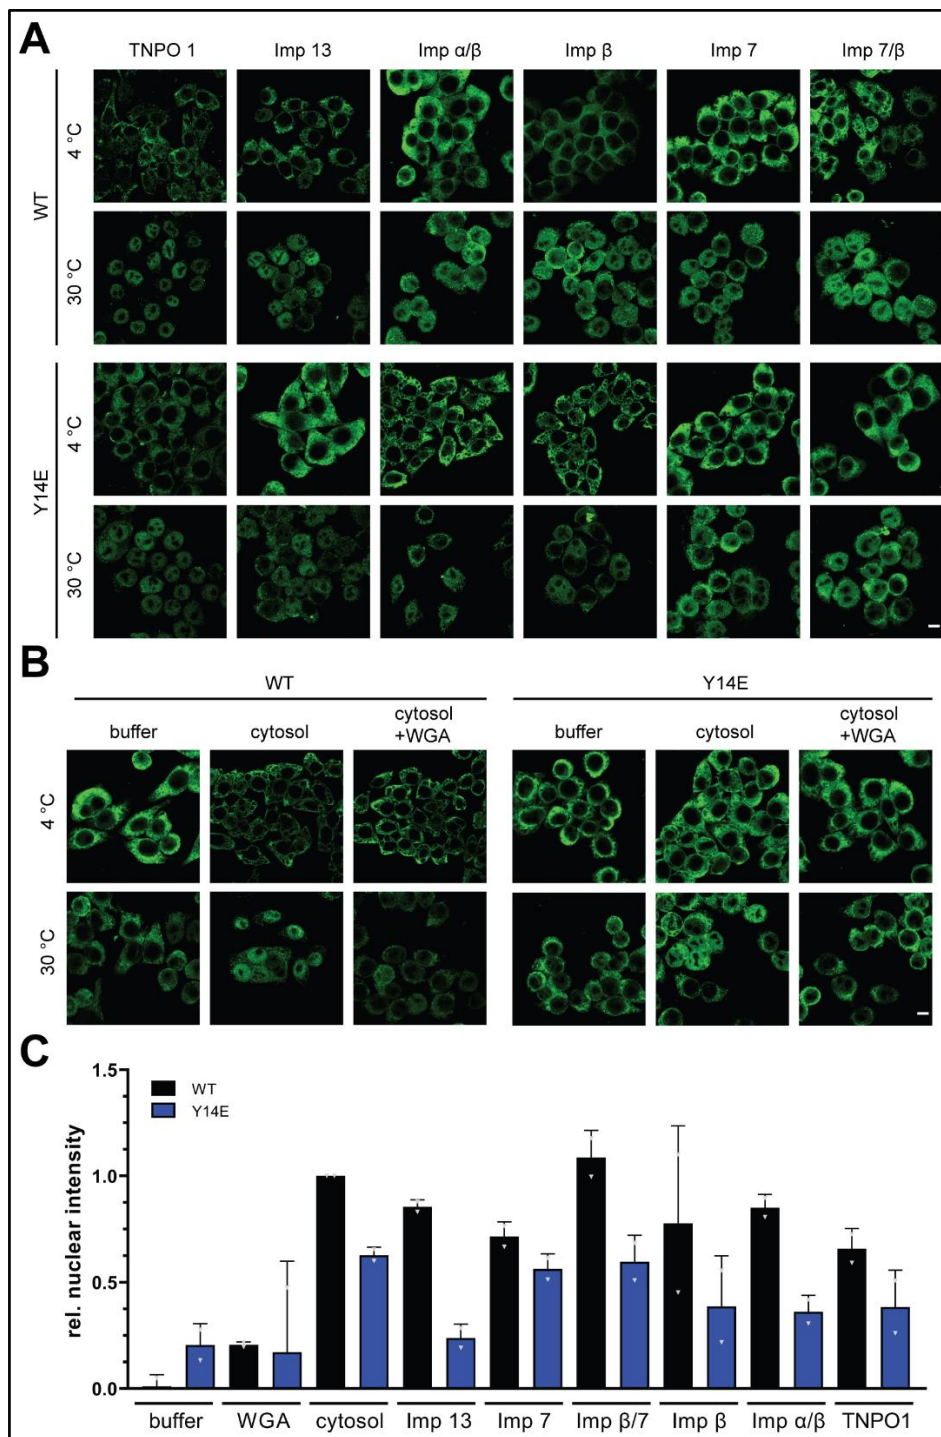 A
TNPO 1 Imp 13 Imp α/β Imp β Imp 7 Imp 7/β
WT
4 °C
30 °C
Y14E
4 °C
30 °C
B
WT Y14E
buffer cytosol cytosol +WGA buffer cytosol cytosol +WGA
4 °C
30 °C
C
rel. nuclear intensity
1.5
1.0
0.5
0.0
WT
Y14E
buffer WGA cytosol Imp 13 Imp 7 Imp β/7 Imp β Imp α/β TNPO1